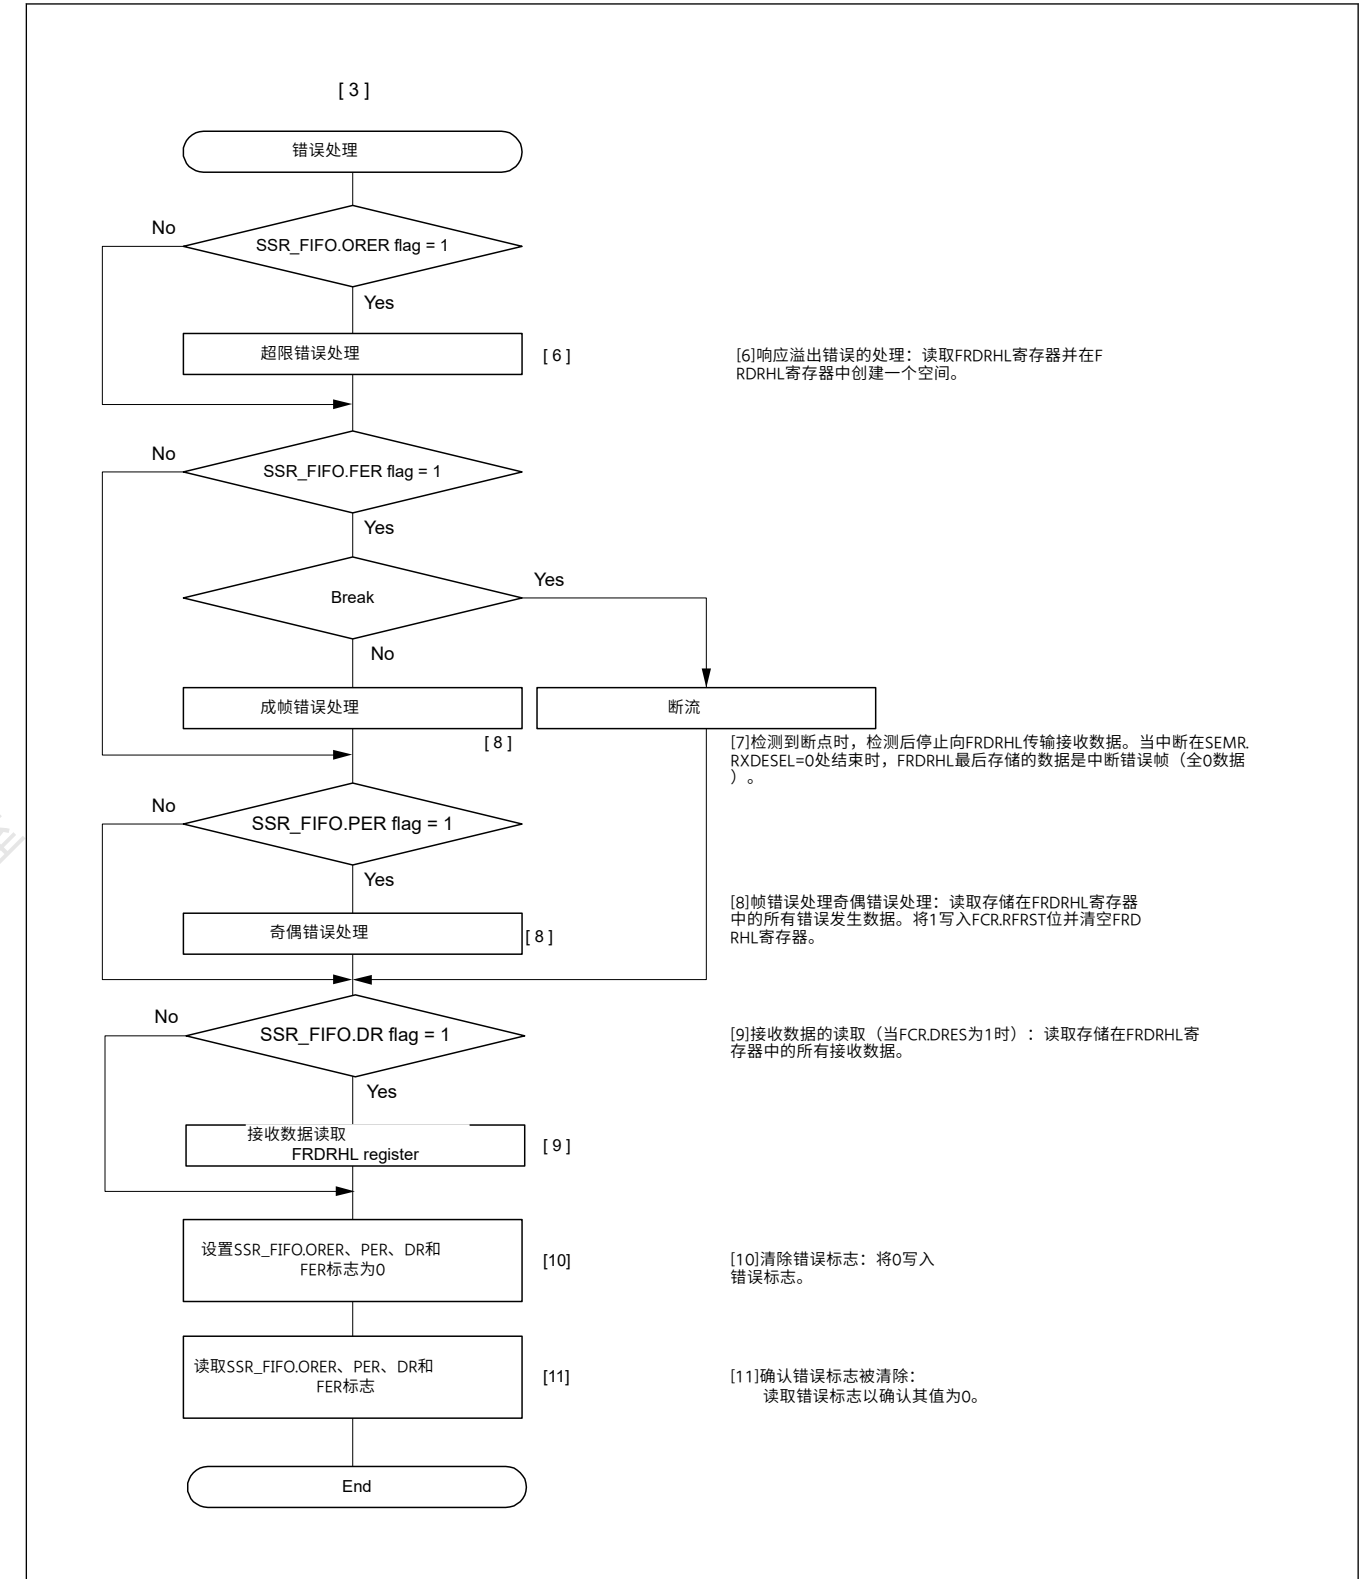 [ 3 ]
错误处理
No
SSR_FIFO.ORER flag = 1
Yes
超限错误处理
[ 6 ]
[6]响应溢出错误的处理：读取FRDRHL寄存器并在F
RDRHL寄存器中创建一个空间。
No
SSR_FIFO.FER flag = 1
Yes
Break
Yes
No
成帧错误处理
断流
[ 8 ]
[7]检测到断点时，检测后停止向FRDRHL传输接收数据。当中断在SEMR.
RXDESEL=0处结束时，FRDRHL最后存储的数据是中断错误帧（全0数据
）。
No
SSR_FIFO.PER flag = 1
Yes
奇偶错误处理
[ 8 ]
[8]帧错误处理奇偶错误处理：读取存储在FRDRHL寄存器
中的所有错误发生数据。将1写入FCR.RFRST位并清空FRD
RHL寄存器。
No
SSR_FIFO.DR flag = 1
Yes
[9]接收数据的读取（当FCR.DRES为1时）：读取存储在FRDRHL寄
存器中的所有接收数据。
接收数据读取
FRDRHL register
[ 9 ]
设置SSR_FIFO.ORER、PER、DR和
FER标志为0
[10]
[10]清除错误标志：将0写入
错误标志。
读取SSR_FIFO.ORER、PER、DR和
FER标志
[11]
[11]确认错误标志被清除：
读取错误标志以确认其值为0。
End